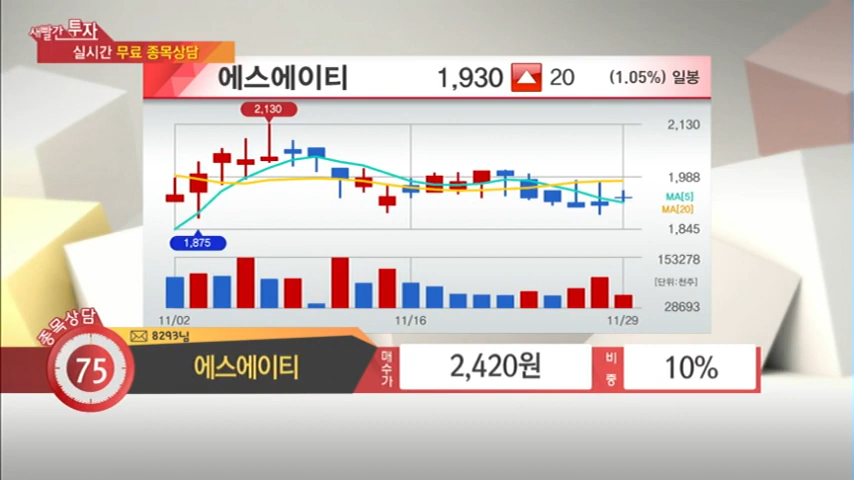 새빨간 투자
실시간 무료 종목상담
에스에이티 1,930 20 (1.05%) 일봉
2,130
2,130
1,988
MA[5]
MA[20]
1,845
1,875
153278
[단위:천주]
28693
11/02 11/16 11/29
종목상담
75
8293님
에스에이티
매수가 2,420원
비중 10%